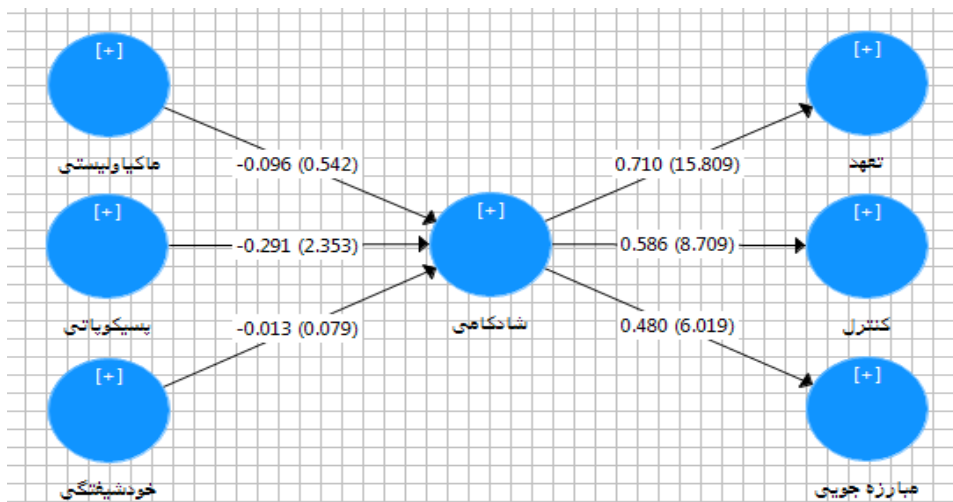 [+]
[+]
ماکیاولیستی
-0.096 (0.542)
0.710 (15.809)
تعهد
[+]
[+]
[+]
-0.291 (2.353)
0.586 (8.709)
پسیکوپاتی
شادکامی
کنترل
-0.013 (0.079)
0.480 (6.019)
[+]
[+]
خودشیفتگی
مبارزه جویی